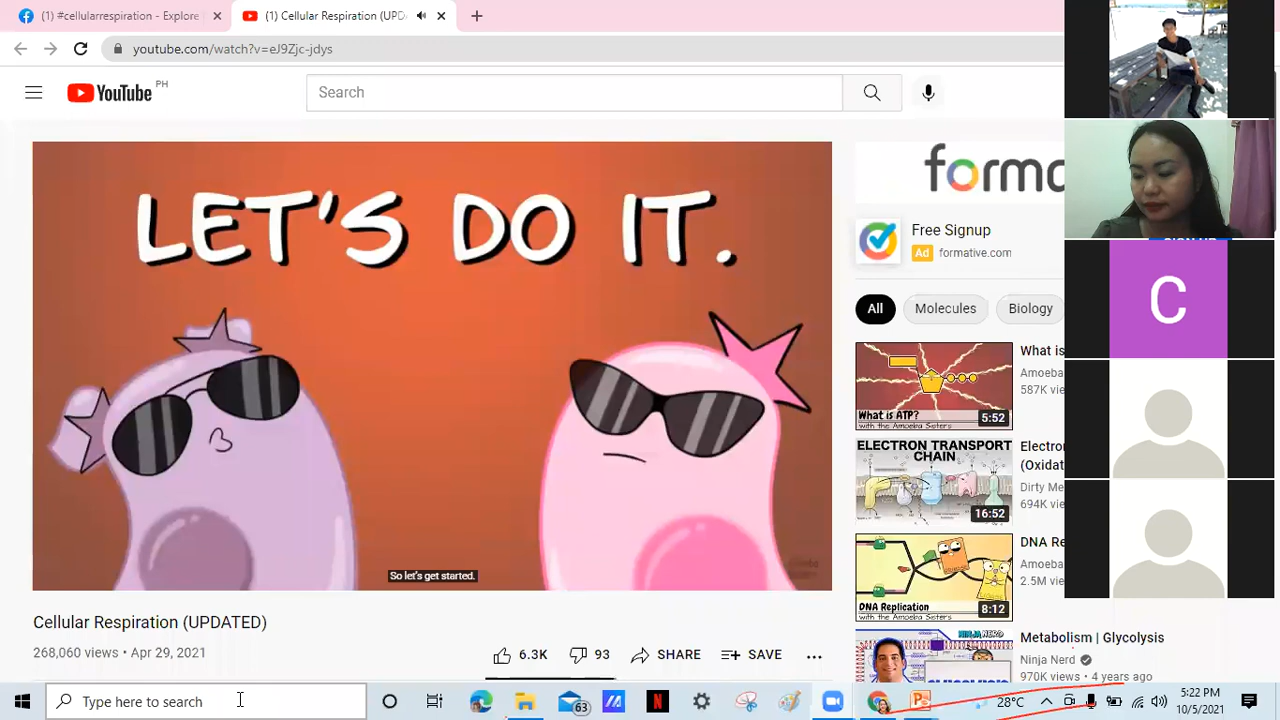 (1) #cellularrespiration - Explore
(1) Cellular Respiration (UPD
youtube.com/watch?v=eJ9Zjc-jdys
YouTube PH
Search
LET'S DO IT.
So let's get started.
Cellular Respiration (UPDATED)
268,060 views • Apr 29, 202
6.3K
93
SHARE
SAVE
forma
Free Signup
Ad formative.com
All
Molecules
Biology
What is ATP?
with the Amoeba Sisters
5:52
What is
Amoeba
587K vie
ELECTRON TRANSPORT
CHAIN
16:52
Electron
(Oxidat
Dirty Me
694K vie
DNA Replication
with the Amoeba Sisters
8:12
DNA Re
Amoeba
2.5M vie
NINJA NERD
Metabolism | Glycolysis
Ninja Nerd
970K views • 4 years ago
C
Type here to search
63
N
28°C
5:22 PM
10/5/2021